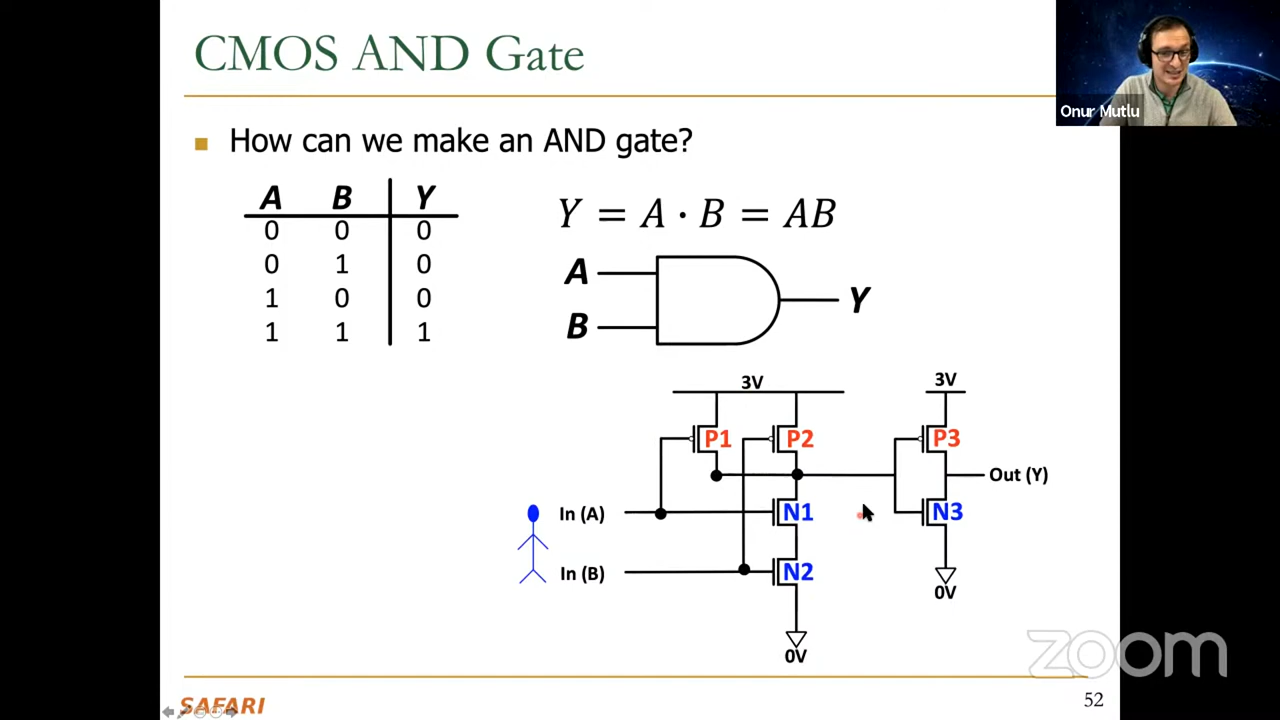 CMOS AND Gate
Onur Mutlu
How can we make an AND gate?
A B Y
0 0 0
0 1 0
1 0 0
1 1 1
Y = A · B = AB
A
B
Y
3V
3V
P1
P2
P3
Out (Y)
In (A)
N1
N3
In (B)
N2
0V
0V
zoom
SAFARI
52